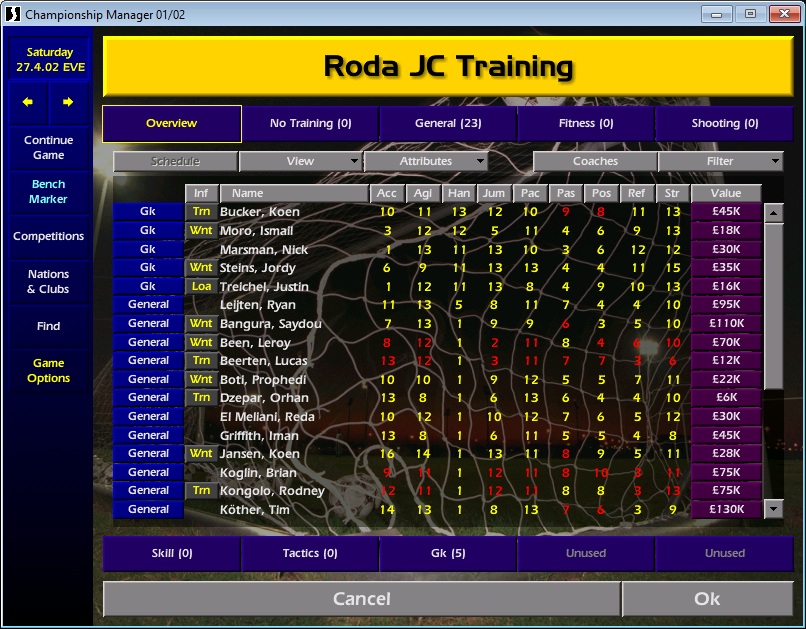 Championship Manager 01/02
Saturday
27.4.02 EVE
Roda JC Training
Continue
Game
Bench
Marker
Competitions
Nations
& Clubs
Find
Game
Options
Overview No Training (0) General (23) Fitness (0) Shooting (0)
Schedule View Attributes Coaches Filter
Inf Name Acc Agi Han Jum Pac Pas Pos Ref Str Value
Gk Trn Bucker, Koen 10 11 13 12 10 9 8 11 13 £45K
Gk Wnt Moro, Ismail 3 12 12 5 11 4 6 9 13 £18K
Gk Marsman, Nick 1 13 11 13 10 3 6 12 12 £30K
Gk Wnt Steins, Jordy 6 9 11 13 13 4 4 11 15 £35K
Gk Loa Treichel, Justin 1 12 11 13 8 4 9 10 13 £16K
General Leijten, Ryan 11 13 5 8 11 7 4 4 10 £95K
General Wnt Bangura, Saydou 7 13 1 9 9 6 3 5 10 £110K
General Wnt Been, Leroy 8 12 1 2 11 8 4 6 10 £70K
General Trn Beerten, Lucas 13 12 1 3 11 7 7 3 6 £12K
General Wnt Boti, Prophedi 10 10 1 9 12 5 5 7 11 £22K
General Trn Dzepar, Orhan 13 8 1 6 13 6 4 4 10 £6K
General El Meliani, Reda 10 12 1 10 12 7 6 5 12 £30K
General Griffith, Iman 13 8 1 6 11 5 5 4 8 £45K
General Wnt Jansen, Koen 16 14 1 13 11 8 9 5 11 £28K
General Koglin, Brian 9 11 1 12 11 8 10 3 11 £75K
General Trn Kongolo, Rodney 12 11 1 12 11 8 8 3 13 £75K
General Köther, Tim 14 13 1 8 13 7 6 3 9 £130K
Skill (0) Tactics (0) Gk (5) Unused Unused
Cancel Ok